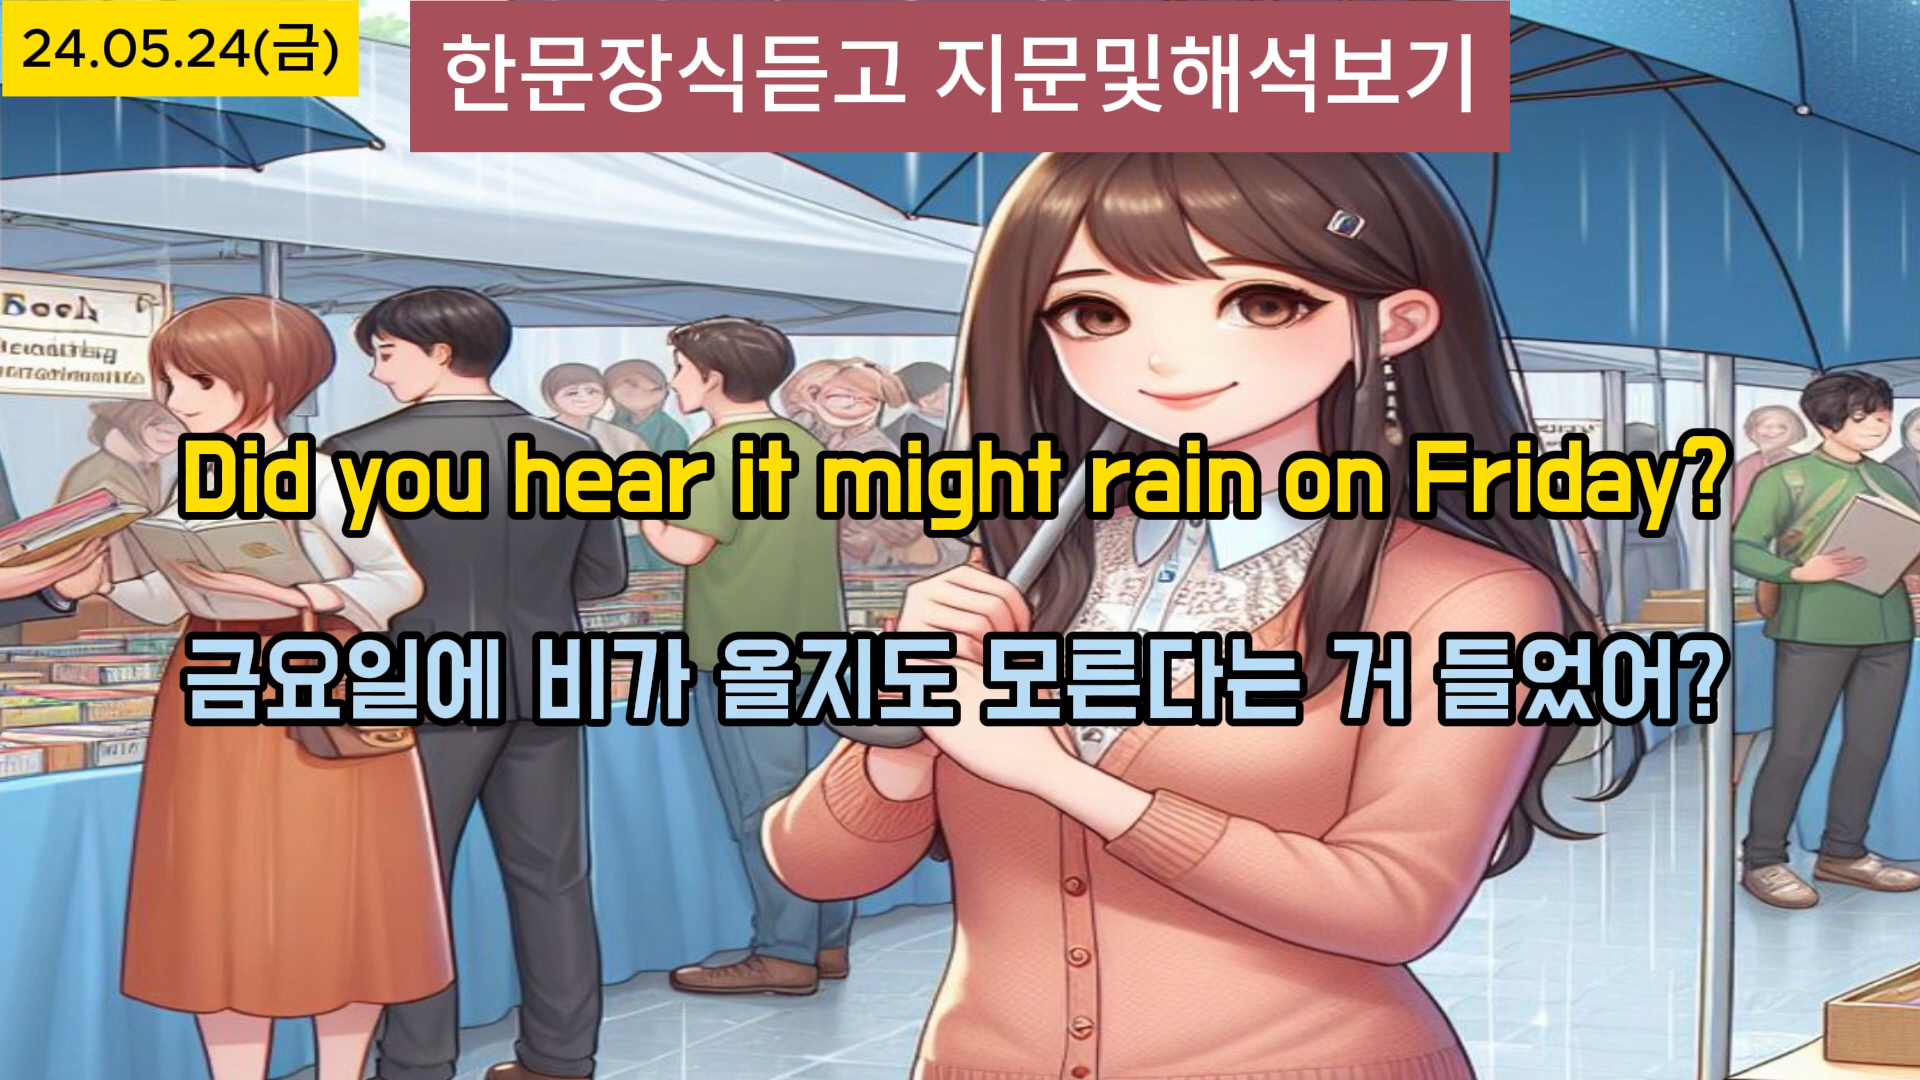 24.05.24(금)
한문장식듣고 지문및해석보기
Book
Did you hear it might rain on Friday?
금요일에 비가 올지도 모른다는 거 들었어?